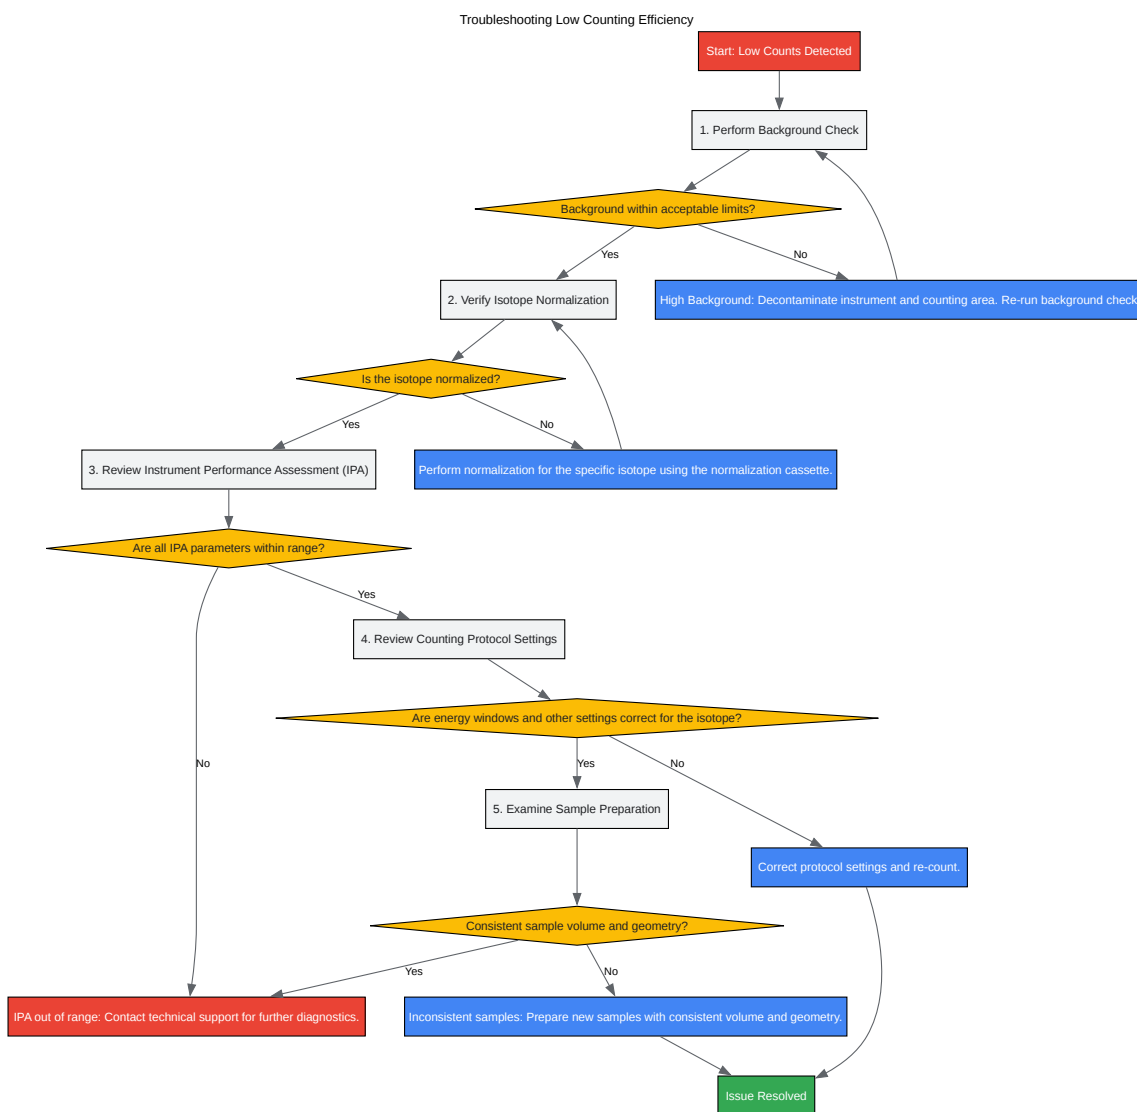 Troubleshooting Low Counting Efficiency
Start: Low Counts Detected
1. Perform Background Check
Background within acceptable limits?
Yes
No
2. Verify Isotope Normalization
High Background: Decontaminate instrument and counting area. Re-run background check
Is the isotope normalized?
Yes
No
3. Review Instrument Performance Assessment (IPA)
Perform normalization for the specific isotope using the normalization cassette.
Are all IPA parameters within range?
Yes
4. Review Counting Protocol Settings
Are energy windows and other settings correct for the isotope?
No
Yes
No
5. Examine Sample Preparation
Correct protocol settings and re-count.
Consistent sample volume and geometry?
Yes
No
IPA out of range: Contact technical support for further diagnostics.
Inconsistent samples: Prepare new samples with consistent volume and geometry.
Issue Resolved